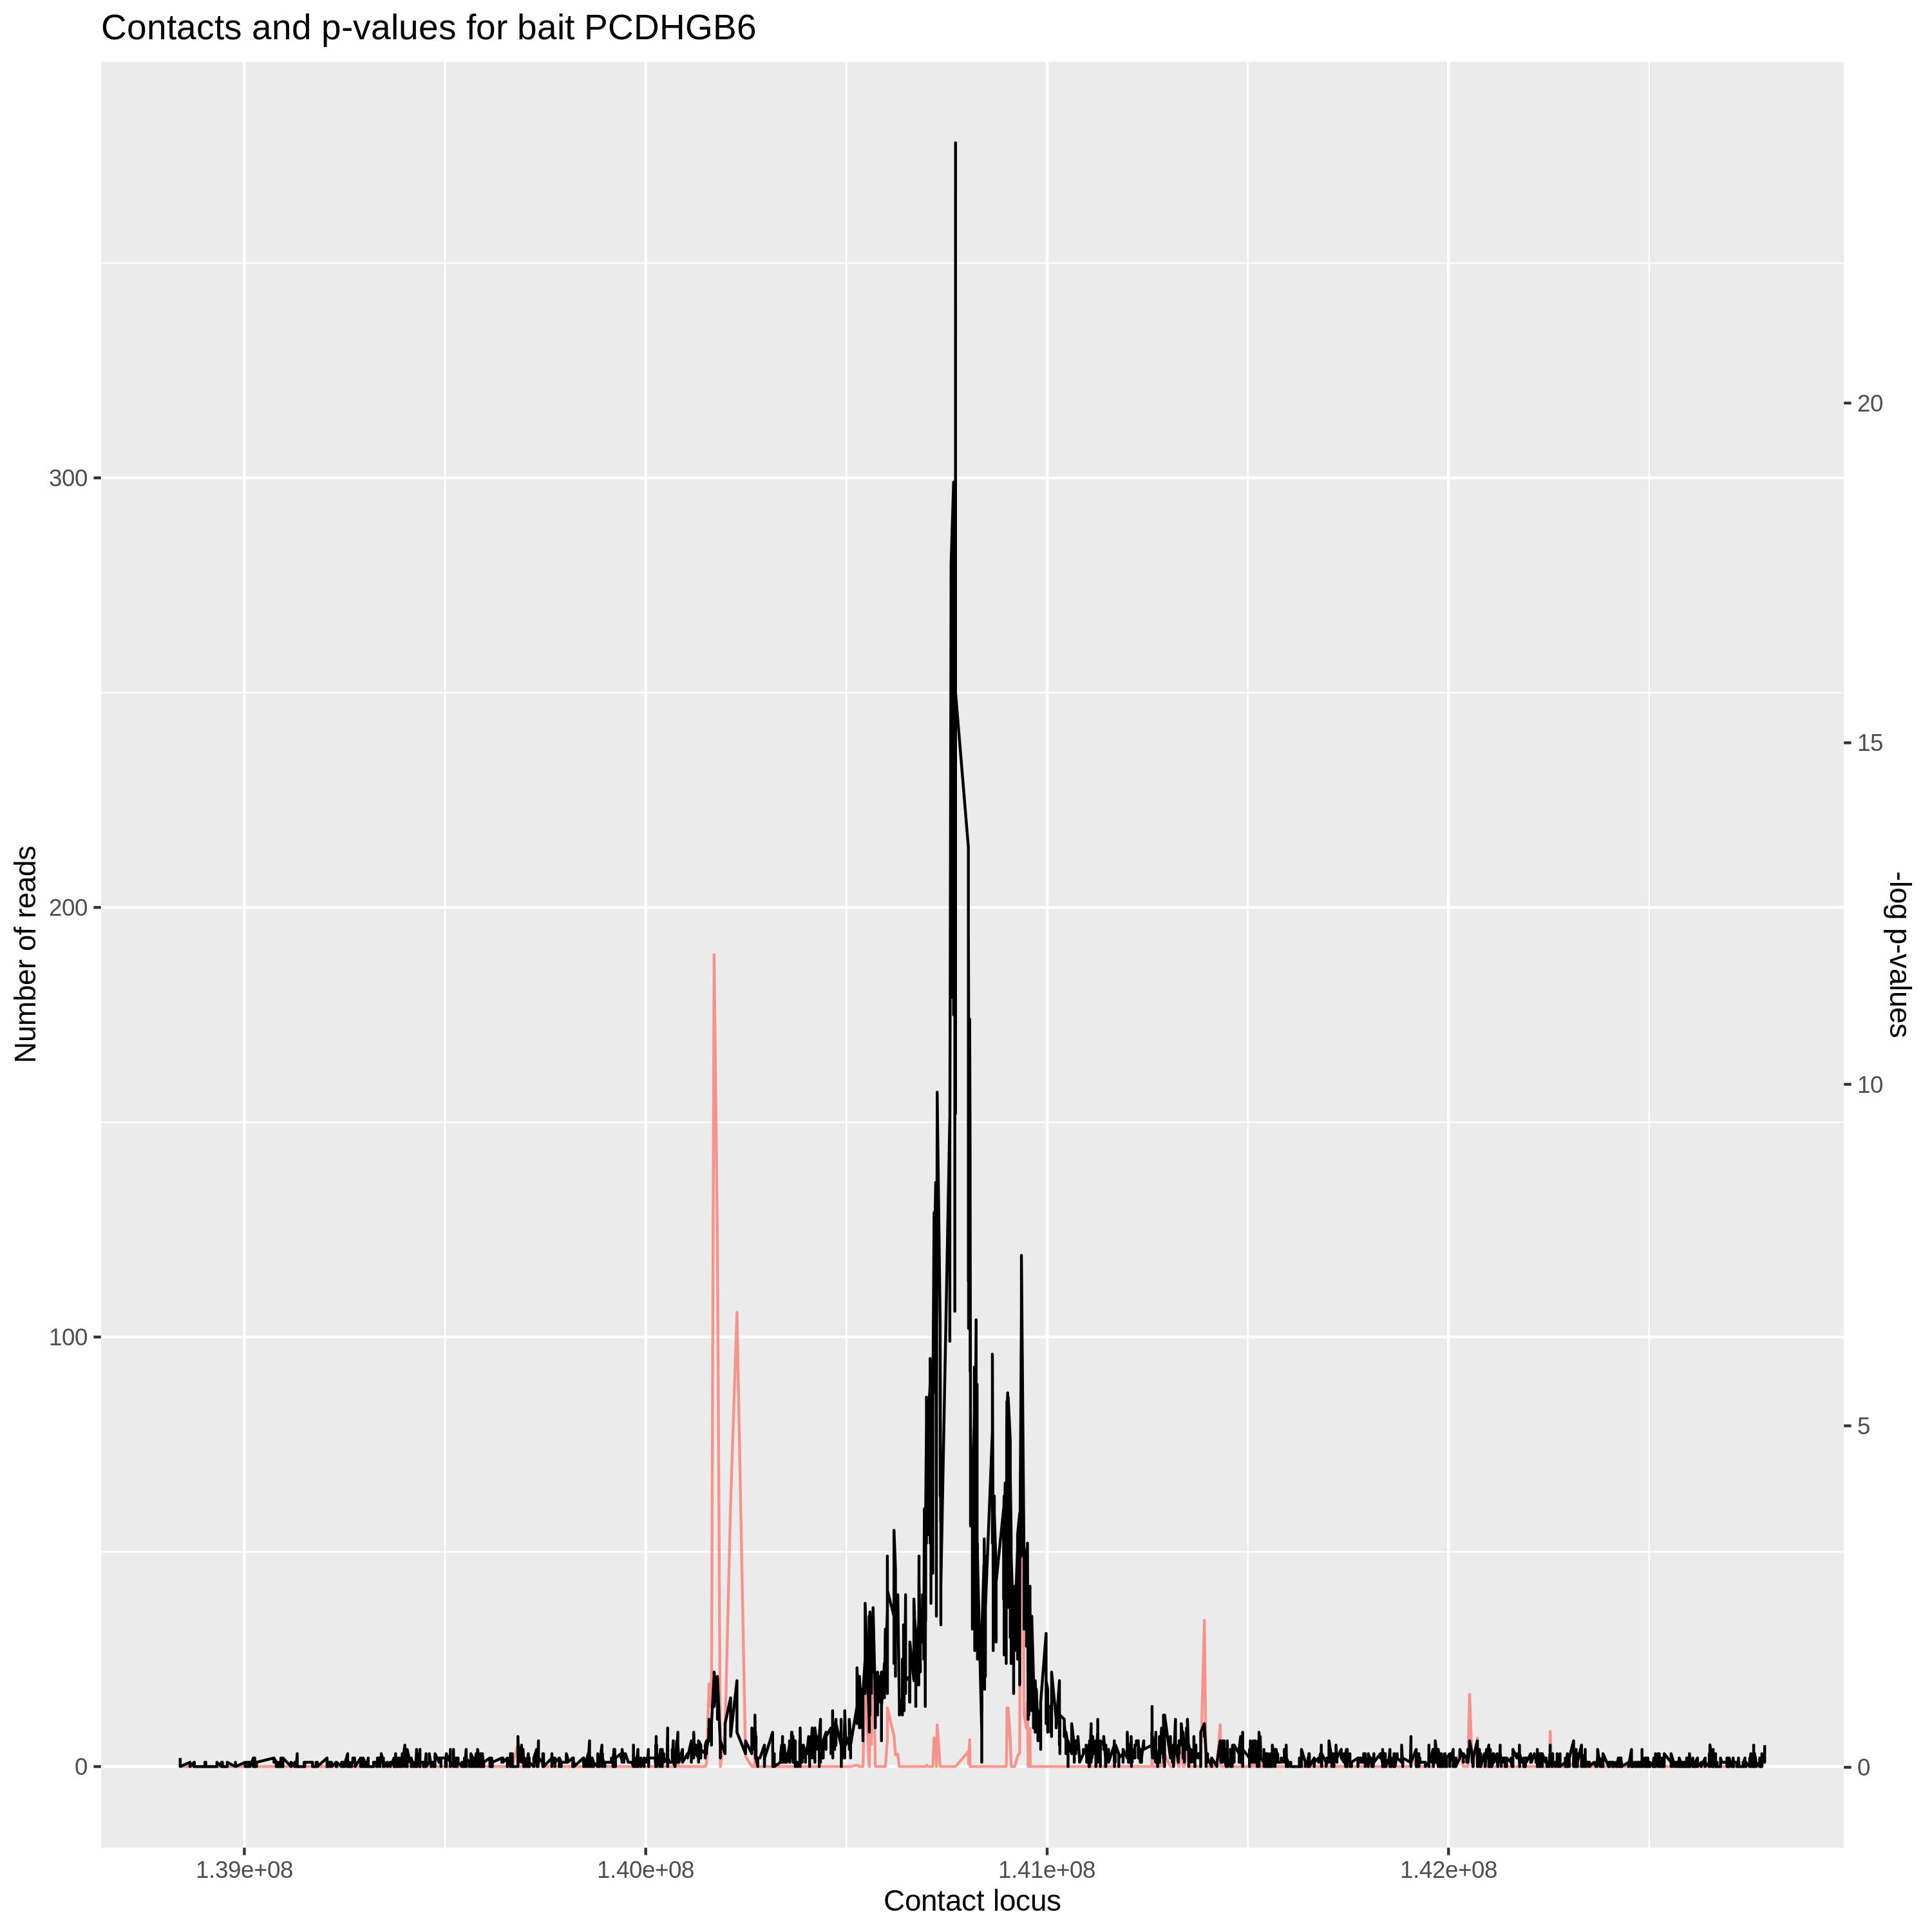 Contacts and p-values for bait PCDHGB6
Number of reads
300
200
100
0
20
15
10
5
0
-log p-values
1.39e+08
1.40e+08
1.41e+08
1.42e+08
Contact locus